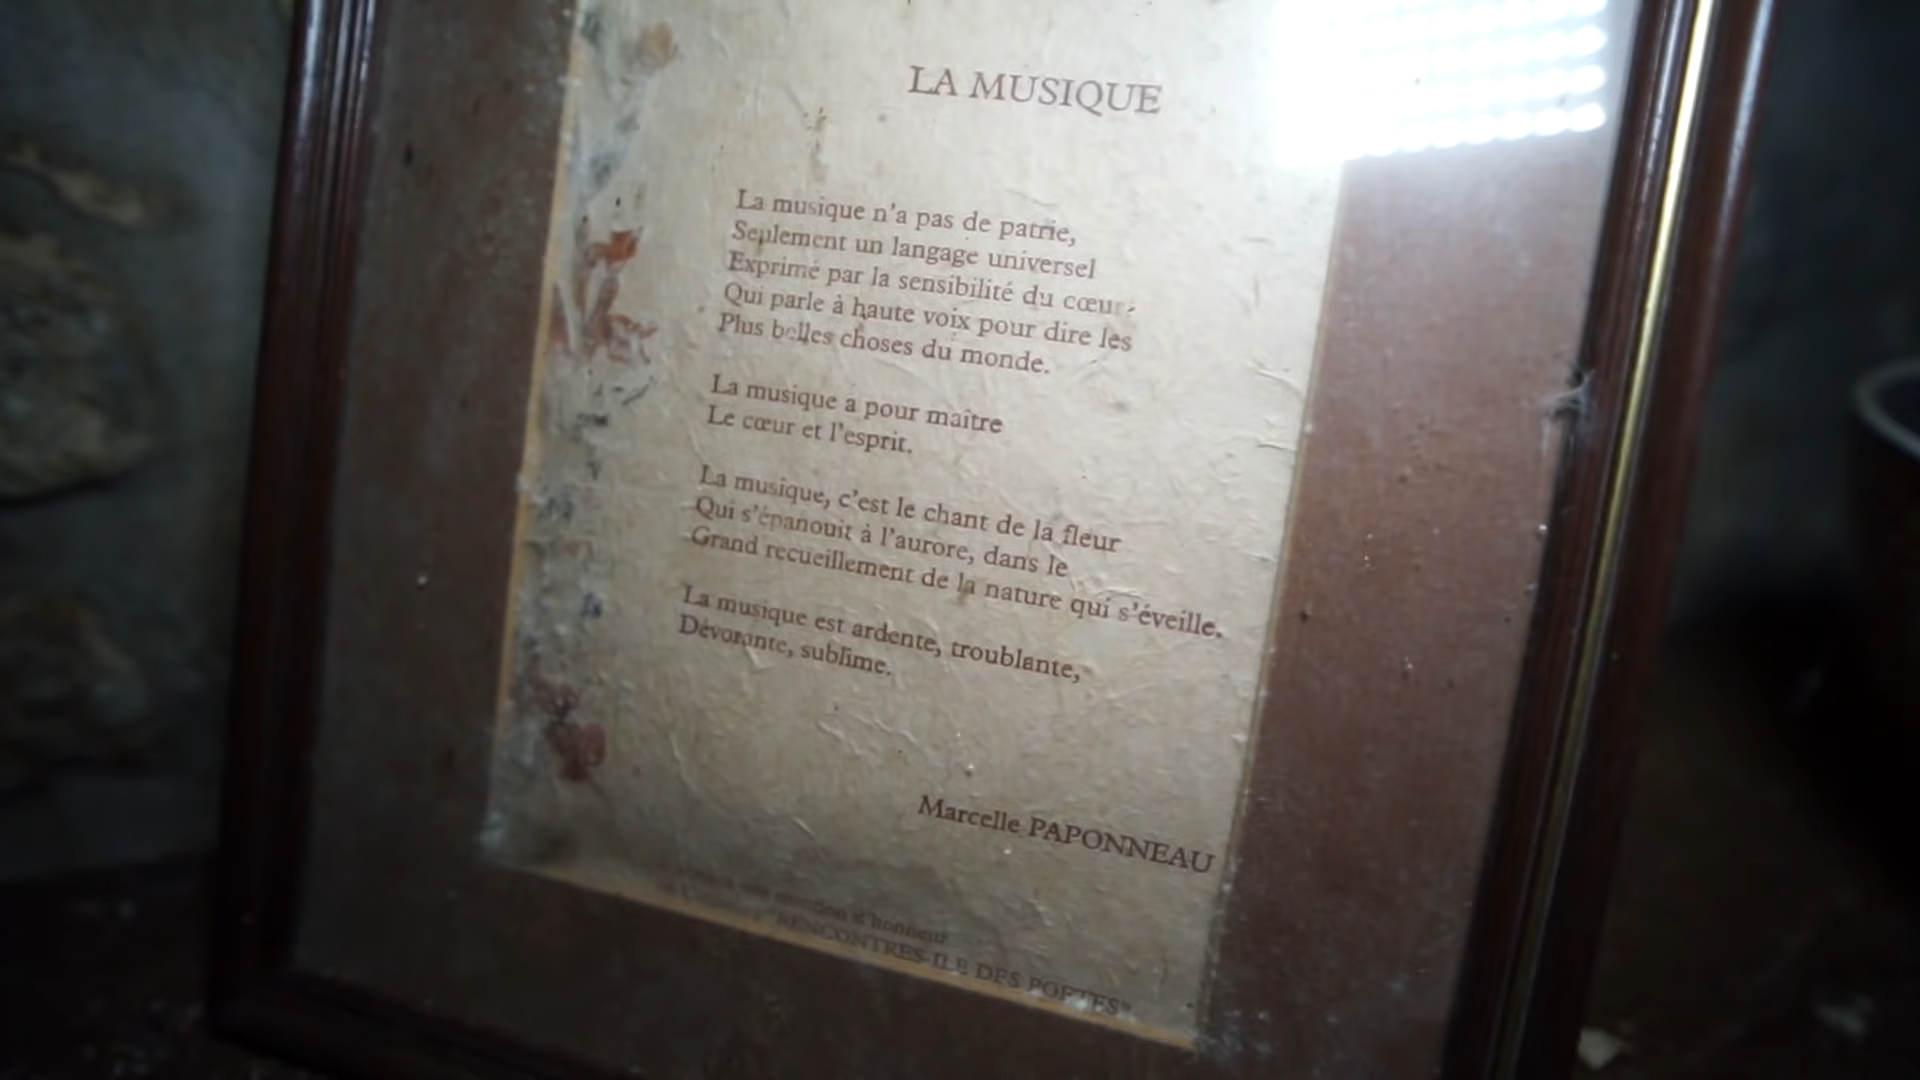 LA MUSIQUE
La musique n'a pas de patrie,
Seulement un langage universel
Exprimé par la sensibilité du cœur
Qui parle à haute voix pour dire les
Plus belles choses du monde.
La musique a pour maître
Le cœur et l'esprit.
La musique, c'est le chant de la fleur
Qui s'épanouit à l'aurore, dans le
Grand recueillement de la nature qui s'éveille.
La musique est ardente, troublante,
Dévorante, sublime.
Marcelle PAPONNEAU
mention d'honneur
"RENCONTRES ILE DES POETES"